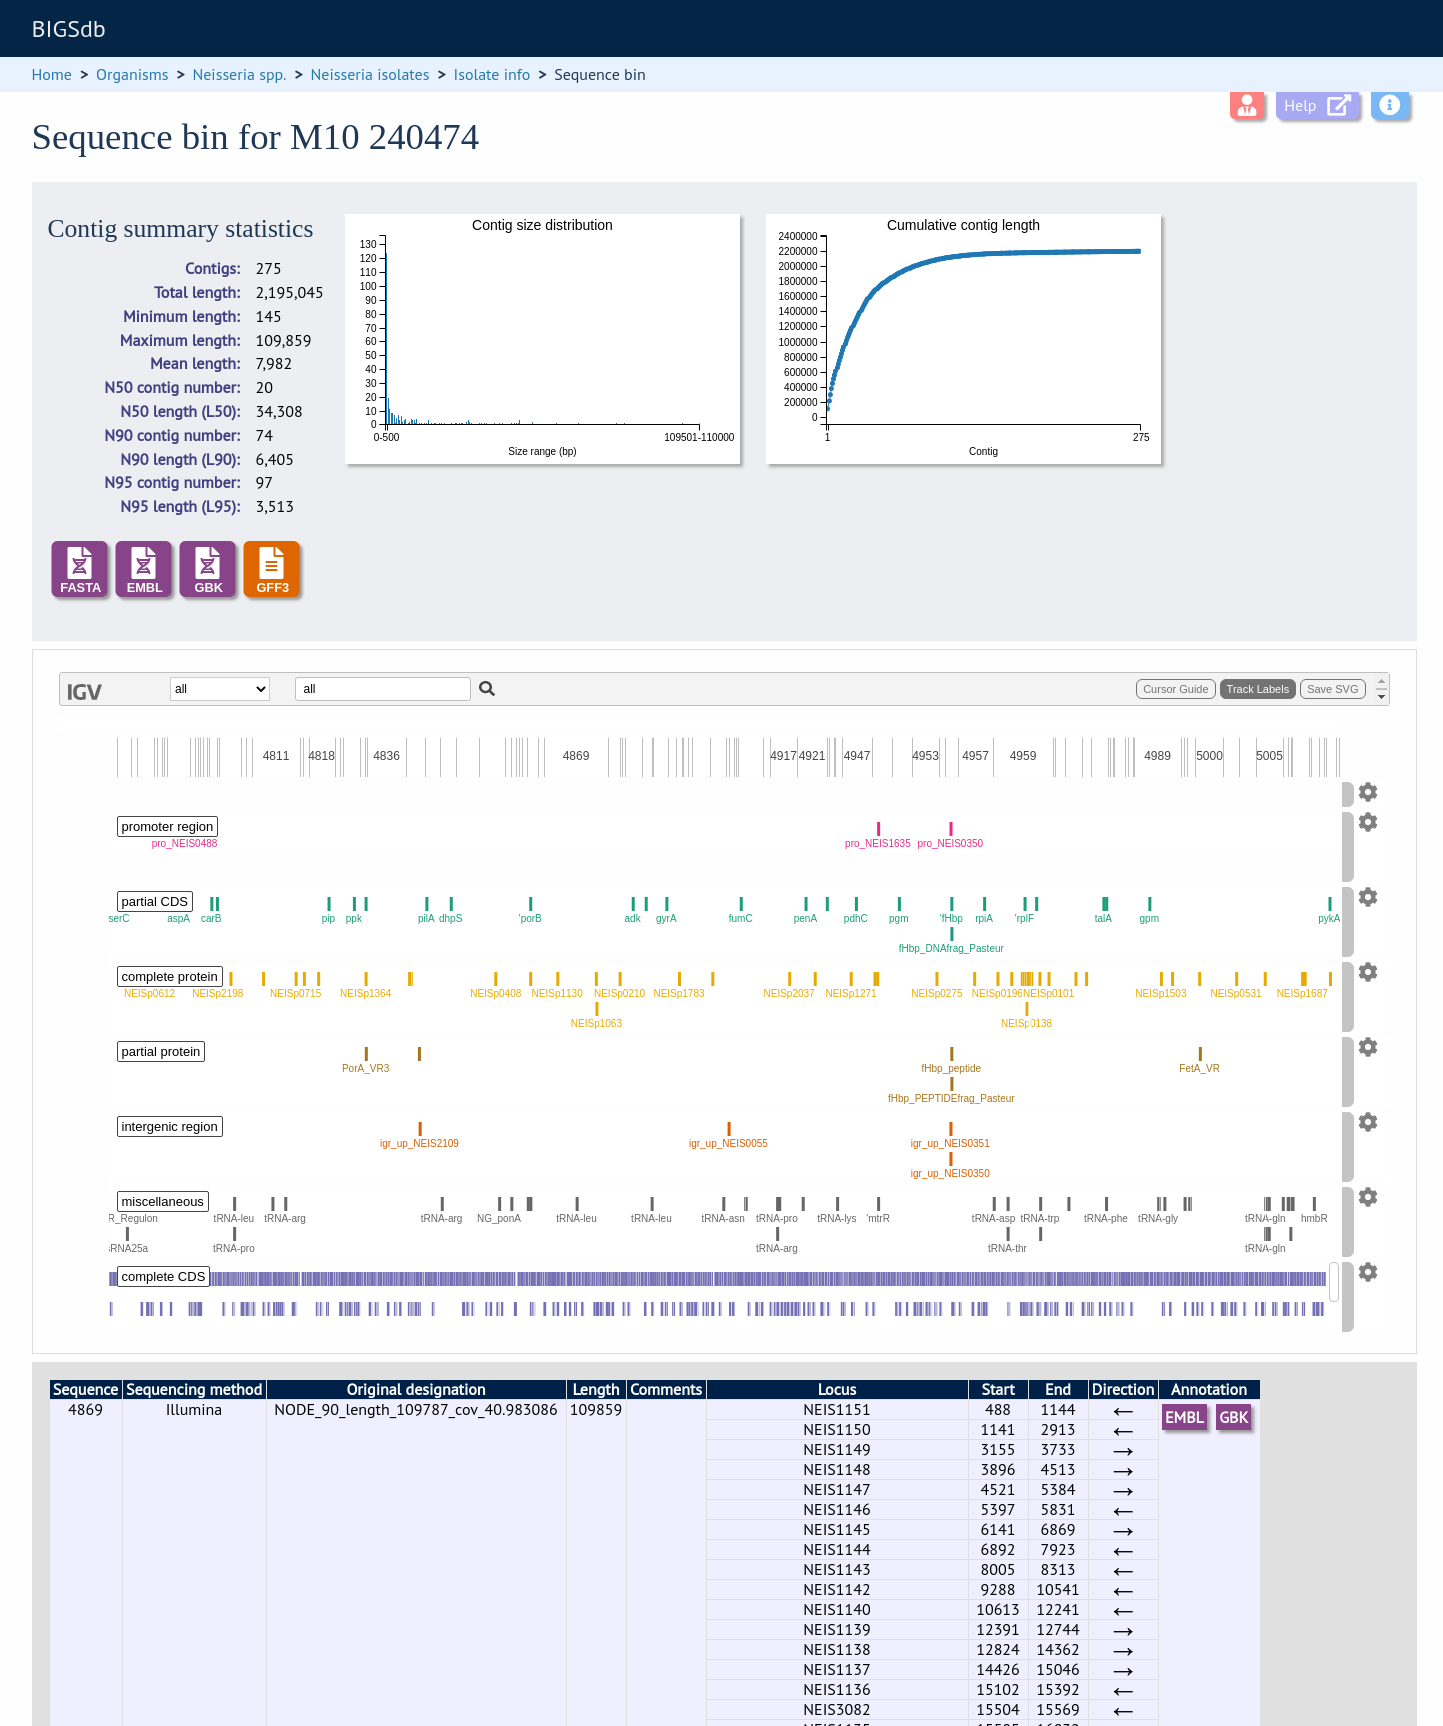 BIGSdb
Home > Organisms > Neisseria spp. > Neisseria isolates > Isolate info > Sequence bin
Help
Sequence bin for M10 240474
Contig summary statistics
Contigs: 275
Total length: 2,195,045
Minimum length: 145
Maximum length: 109,859
Mean length: 7,982
N50 contig number: 20
N50 length (L50): 34,308
N90 contig number: 74
N90 length (L90): 6,405
N95 contig number: 97
N95 length (L95): 3,513
FASTA EMBL GBK GFF3
Contig size distribution
130
120
110
100
90
80
70
60
50
40
30
20
10
0
0-500 109501-110000
Size range (bp)
Cumulative contig length
2400000
2200000
2000000
1800000
1600000
1400000
1200000
1000000
800000
600000
400000
200000
0
1 275
Contig
IGV all all Cursor Guide Track Labels Save SVG
4811 4818 4836 4869 4917 4921 4947 4953 4957 4959 4989 5000 5005
promoter region
pro_NEIS0488 pro_NEIS1635 pro_NEIS0350
partial CDS
serC aspA carB pip ppk pilA dhpS 'porB adk gyrA fumC penA pdhC pgm 'fHbp rpiA 'rplF talA gpm pykA
fHbp_DNAfrag_Pasteur
complete protein
NEISp0612 NEISp2198 NEISp0715 NEISp1364 NEISp0408 NEISp1130 NEISp0210 NEISp1783 NEISp2037 NEISp1271 NEISp0275 NEISp0196 NEISp0101 NEISp1503 NEISp0531 NEISp1687
NEISp1063 NEISp0138
partial protein
PorA_VR3 fHbp_peptide FetA_VR
fHbp_PEPTIDEfrag_Pasteur
intergenic region
igr_up_NEIS2109 igr_up_NEIS0055 igr_up_NEIS0351
igr_up_NEIS0350
miscellaneous
R_Regulon tRNA-leu tRNA-arg tRNA-arg NG_ponA tRNA-leu tRNA-leu tRNA-asn tRNA-pro tRNA-lys 'mtrR tRNA-asp tRNA-trp tRNA-phe tRNA-gly tRNA-gln hmbR
RNA25a tRNA-pro tRNA-arg tRNA-thr tRNA-gln
complete CDS
Sequence Sequencing method Original designation Length Comments Locus Start End Direction Annotation
4869 Illumina NODE_90_length_109787_cov_40.983086 109859 NEIS1151 488 1144 ← EMBL GBK
NEIS1150 1141 2913 ←
NEIS1149 3155 3733 →
NEIS1148 3896 4513 →
NEIS1147 4521 5384 →
NEIS1146 5397 5831 ←
NEIS1145 6141 6869 →
NEIS1144 6892 7923 ←
NEIS1143 8005 8313 ←
NEIS1142 9288 10541 ←
NEIS1140 10613 12241 ←
NEIS1139 12391 12744 →
NEIS1138 12824 14362 →
NEIS1137 14426 15046 →
NEIS1136 15102 15392 ←
NEIS3082 15504 15569 ←